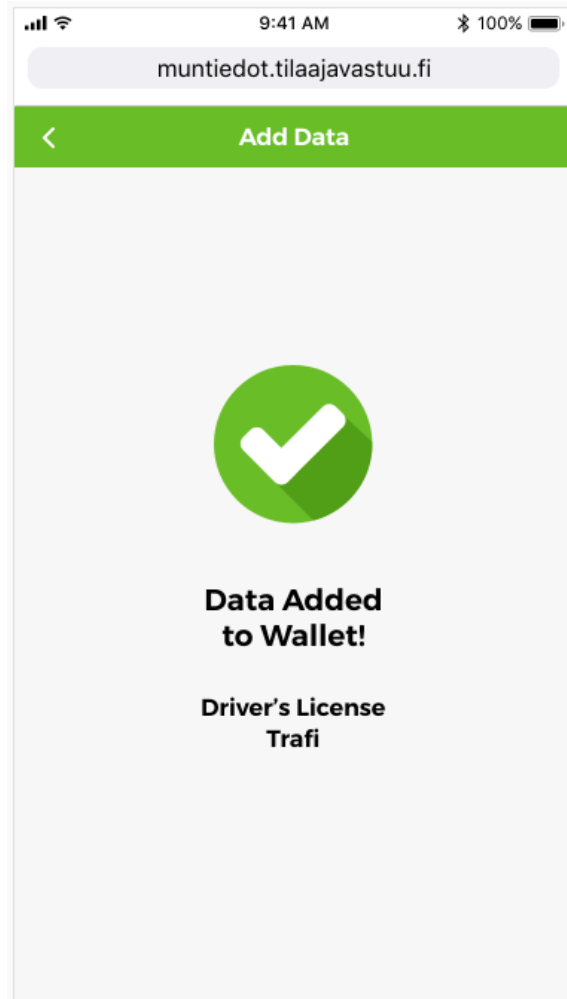 9:41 AM
100%
muntiedot.tilaajavastuu.fi
Add Data
Data Added
to Wallet!
Driver’s License
Trafi